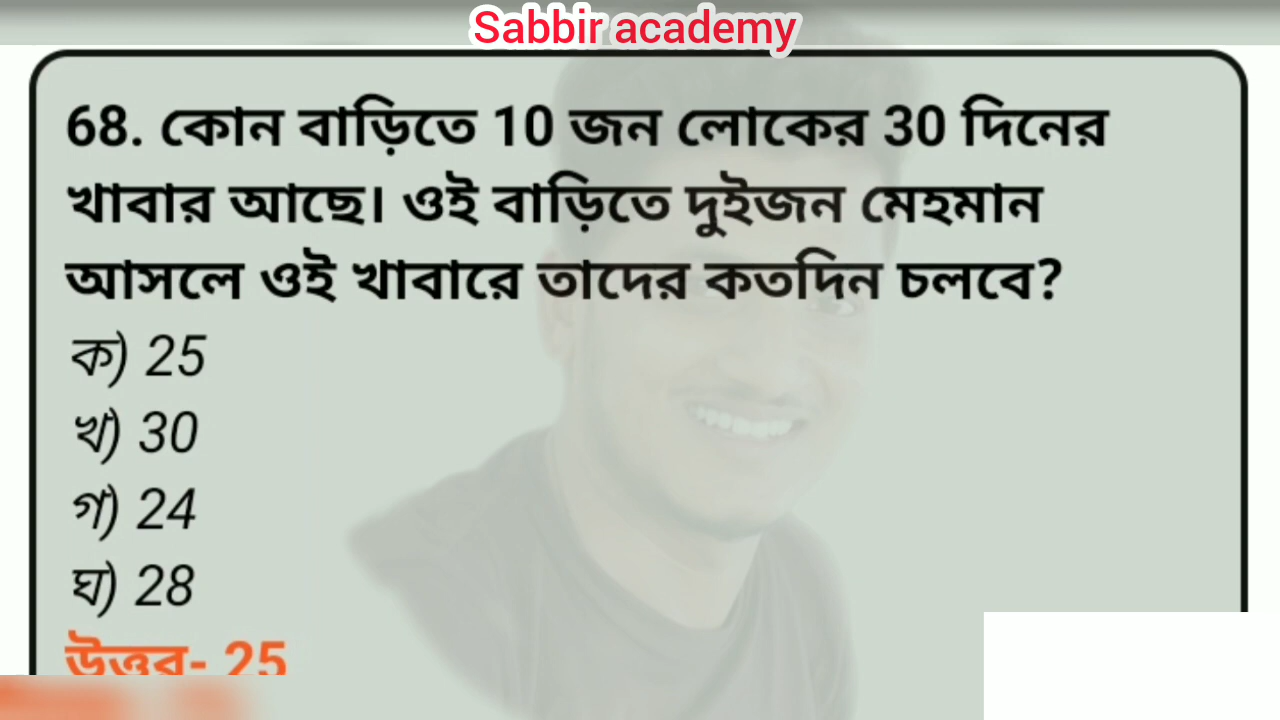 Sabbir academy
68. কোন বাড়িতে 10 জন লোকের 30 দিনের
খাবার আছে। ওই বাড়িতে দুইজন মেহমান
আসলে ওই খাবারে তাদের কতদিন চলবে?
ক) 25
খ) 30
গ) 24
ঘ) 28
উত্তর- 25